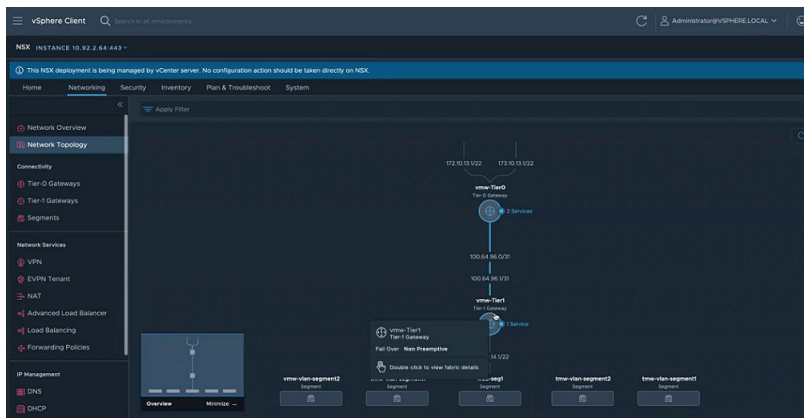 vSphere Client
Search in all environments
Administrator@VSPHERE.LOCAL
NSX INSTANCE 10.92.2.64:443
This NSX deployment is being managed by vCenter server. No configuration action should be taken directly on NSX.
Home Networking Security Inventory Plan & Troubleshoot System
Apply Filter
Network Overview
Network Topology
Connectivity
Tier-0 Gateways
Tier-1 Gateways
Segments
Network Services
VPN
EVPN Tenant
NAT
Advanced Load Balancer
Load Balancing
Forwarding Policies
IP Management
DNS
DHCP
172.10.13.1/22 173.10.13.1/22
vmw-Tier0
Tier-0 Gateway
2 Services
100.64.96.0/31
100.64.96.1/31
vmw-Tier1
Tier-1 Gateway
1 Service
vmw-Tier1
Tier-1 Gateway
Fail Over Non Preemptive
Double click to view fabric details
.14.1/22
vmw-vlan-segment2
Segment
Segment
-seg1
Segment
tmw-vlan-segment2
Segment
tmw-vlan-segment1
Segment
Overview Minimize